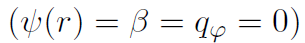 (ψ(r) = β = q_φ = 0)